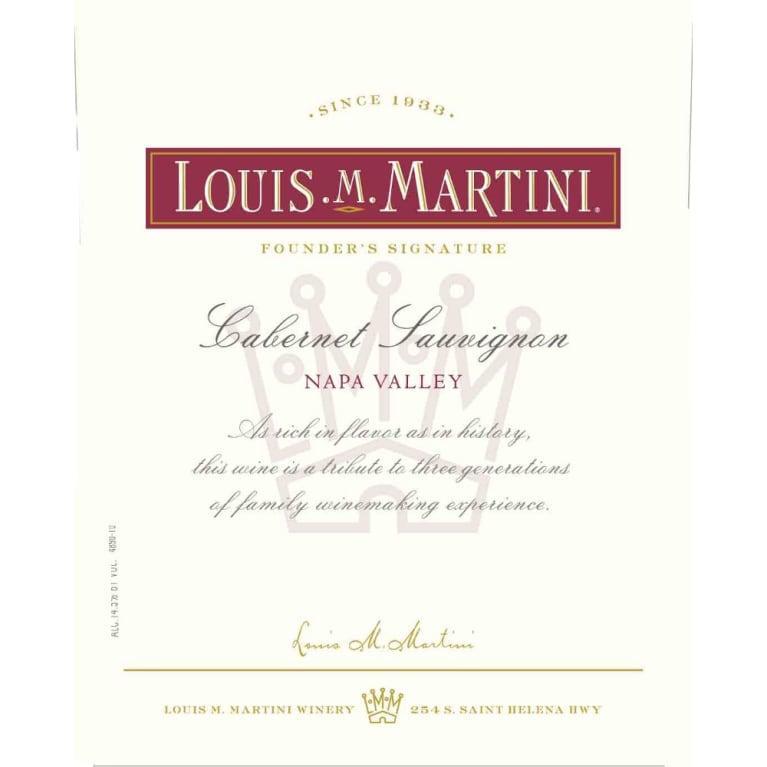 ·SINCE 1933·
LOUIS·M·MARTINI®
FOUNDER'S SIGNATURE
Cabernet Sauvignon
NAPA VALLEY
As rich in flavor as in history,
this wine is a tribute to three generations
of family winemaking experience.
Louis M. Martini
LOUIS M. MARTINI WINERY LMM 254 S. SAINT HELENA HWY
ALC. 14.2% BY VOL.